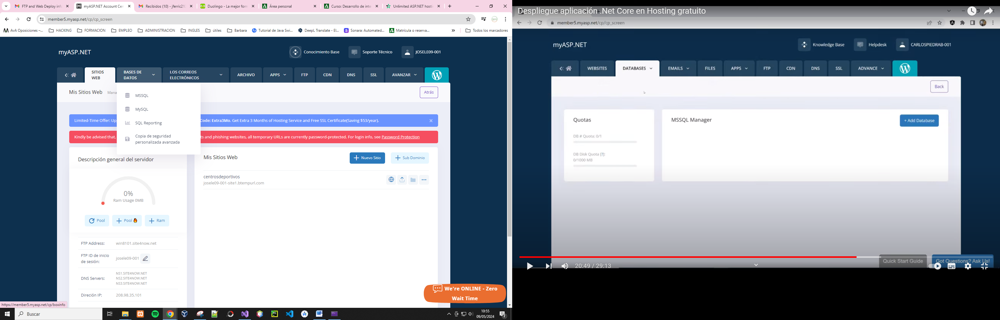 FTP and Web Deploy info
myASP.NET Account Cen
Recibidos (10) - jferric21
Duolingo - La mejor form
Área personal
Curso: Desarrollo de inte
Unlimited ASP.NET hosti
member5.myasp.net/cp/cp_screen
AvA Oposiciones –...
HACKING
FORMACION
EMPLEO
ADMINISTRACION
INGLES
útiles
Barbara
Tutorial de Java Swi...
DeepL Translate - El...
Sonara: Automated...
Matrícula o reserva...
»
Todos los marcadores
myASP.NET
Conocimiento Base
Soporte Técnico
JOSELE09-001
SITIOS
WEB
BASES DE
DATOS
LOS CORREOS
ELECTRÓNICOS
ARCHIVO
APPS
FTP
CDN
DNS
SSL
AVANZAR
Mis Sitios Web
Mana
Atrás
MSSQL
MySQL
SQL Reporting
Copia de seguridad
personalizada avanzada
Limited-Time Offer: Up
Code: Extra3Mo. Get Extra 3 Months of Hosting Service and Free SSL Certificate(Saving $53/year).
Kindly be advised that,
ts and phishing websites, all temporary URLs are currently password-protected. For login info, see Password Protection
Descripción general del servidor
0%
Ram Usage 0MB
Pool
Pool
Ram
FTP Address: win8101.site4now.net
FTP ID de inicio
de sesión:
josele09-001
DNS Servers:
NS1.SITE4NOW.NET
NS2.SITE4NOW.NET
NS3.SITE4NOW.NET
Direción IP: 208.98.35.101
Mis Sitios Web
Nuevo Sitio
Sub Dominio
centrosdeportivos
josele09-001-site1.btempurl.com
We're ONLINE - Zero
Wait Time
https://member5.myasp.net/cp/boxinfo
Buscar
10:55
09/05/2024
2
Despliegue aplicación .Net Core en Hosting gratuito
member5.myasp.net/cp/cp_screen
myASP.NET
Knowledge Base
Helpdesk
CARLOSPIEDRAB-001
WEBSITES
DATABASES
EMAILS
FILES
APPS
FTP
CDN
DNS
SSL
ADVANCE
Back
Quotas
DB # Quota: 0/1
DB Disk Quota [?]:
0/1000 MB
MSSQL Manager
+ Add Database
Quick Start Guide
Got Questions? Ask Us!
20:49 / 29:13